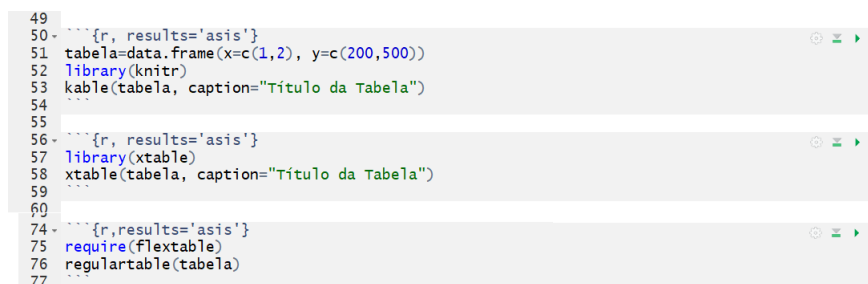 49
50 ```{r, results='asis'}
51 tabela=data.frame(x=c(1,2), y=c(200,500))
52 library(knitr)
53 kable(tabela, caption="Título da Tabela")
54 ```
55
56 ```{r, results='asis'}
57 library(xtable)
58 xtable(tabela, caption="Título da Tabela")
59 ```
60
74 ```{r,results='asis'}
75 require(flextable)
76 regulartable(tabela)
77 ```